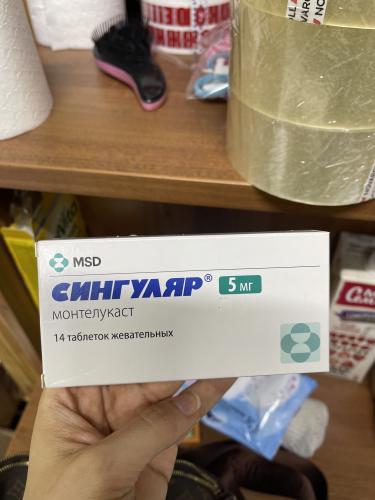 MSD
СИНГУЛЯР®
5 мг
монтелукаст
14 таблеток жевательных